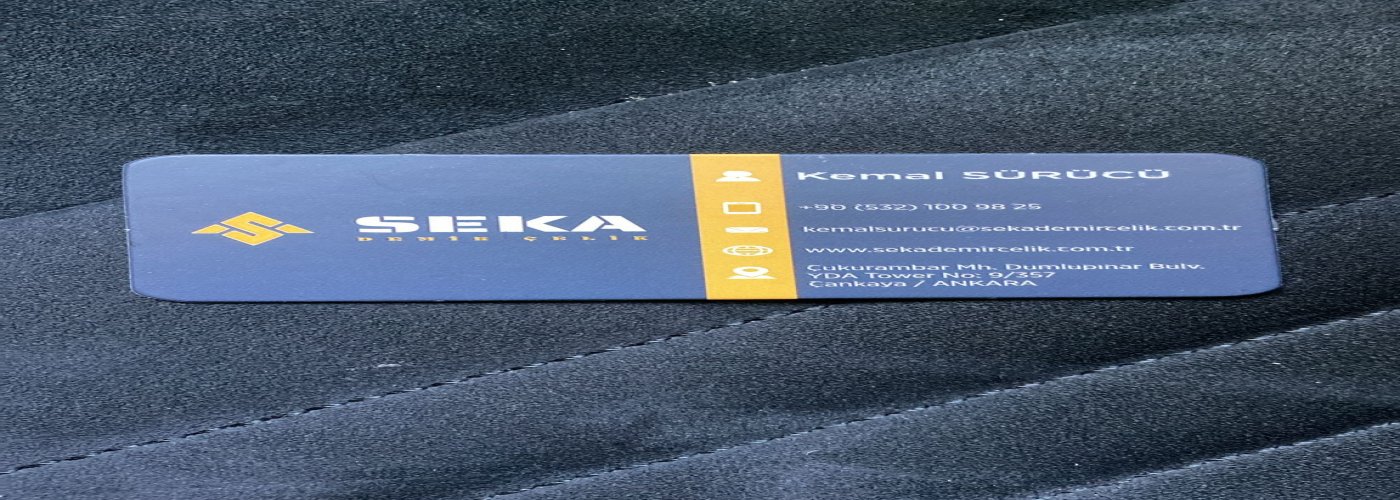 SEKA
DEMİR ÇELİK
Kemal SÜRÜCÜ
+90 (532) 100 98 25
kemalsurucu@sekademircelik.com.tr
www.sekademircelik.com.tr
Çukurambar Mh. Dumlupınar Bulv.
YDA Tower No: 9/357
Çankaya / ANKARA